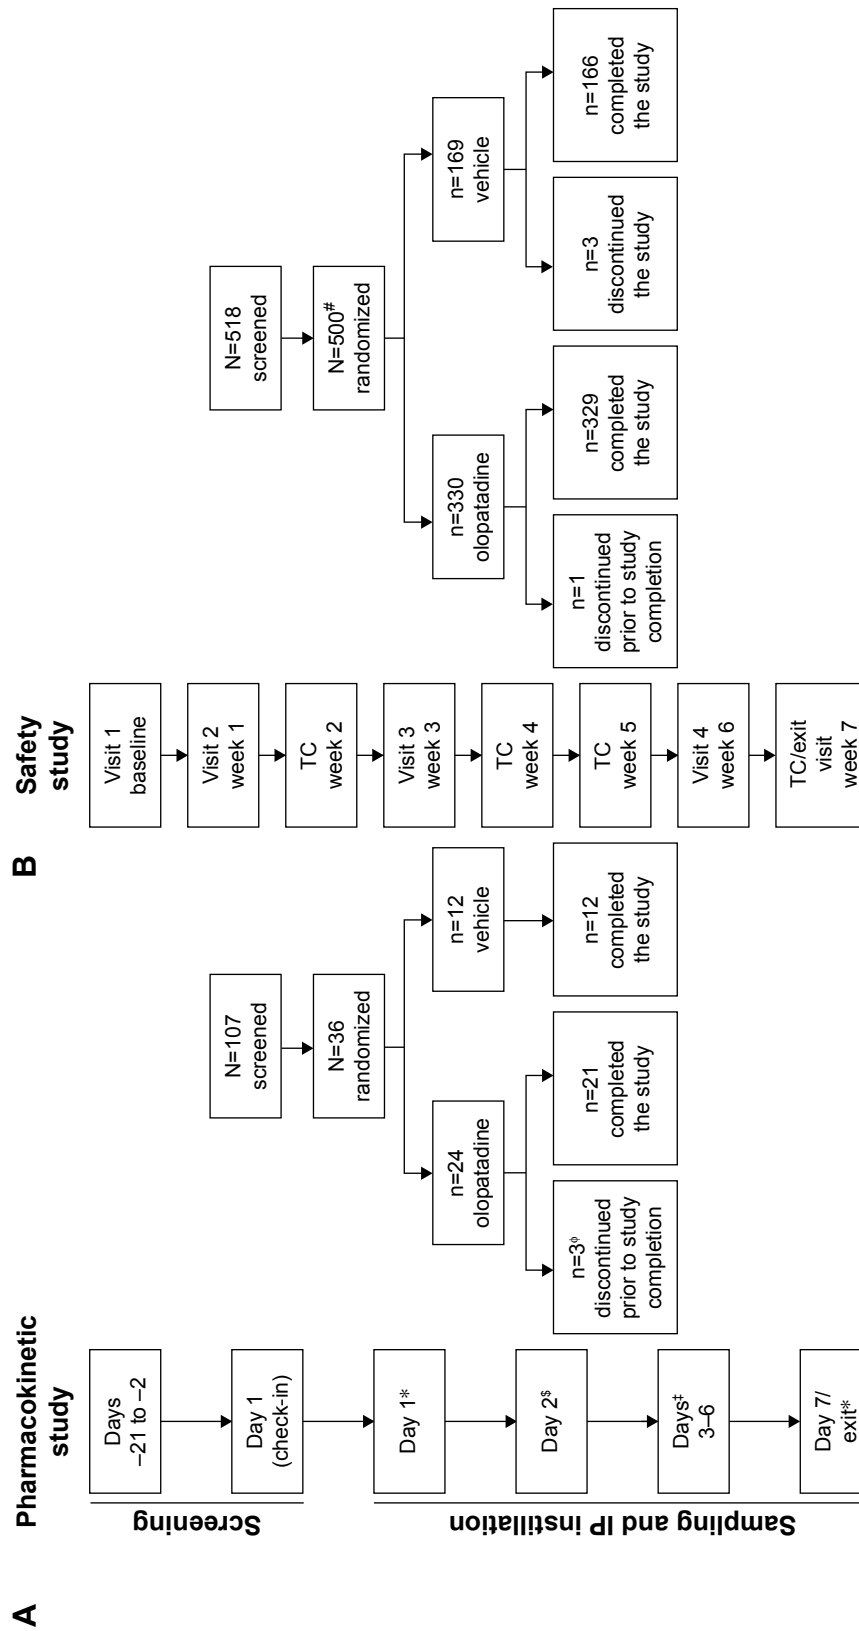 A
Pharmacokinetic
study
Screening
Days
–21 to –2
Day 1
(check-in)
Sampling and IP instillation
Day 1*
Day 2$
Days‡
3–6
Day 7/
exit*
N=107
screened
N=36
randomized
n=24
olopatadine
n=12
vehicle
n=3ϕ
discontinued
prior to study
completion
n=21
completed
the study
n=12
completed
the study
B
Safety
study
Visit 1
baseline
Visit 2
week 1
TC
week 2
Visit 3
week 3
TC
week 4
TC
week 5
Visit 4
week 6
TC/exit
visit
week 7
N=518
screened
N=500#
randomized
n=330
olopatadine
n=169
vehicle
n=1
discontinued
prior to study
completion
n=329
completed
the study
n=3
discontinued
the study
n=166
completed
the study